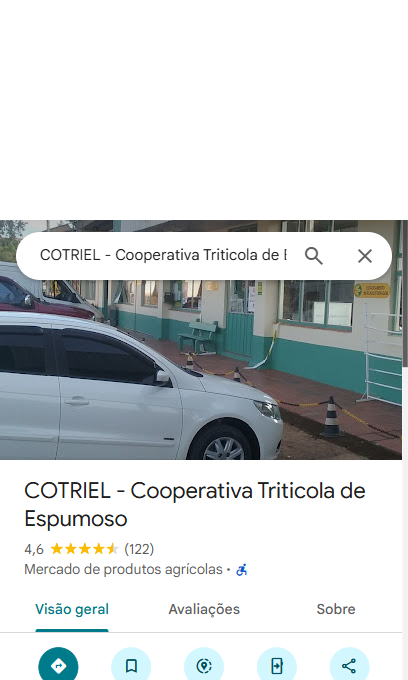 COTRIEL - Cooperativa Triticola de E
COTRIEL - Cooperativa Triticola de
Espumoso
4,6 (122)
Mercado de produtos agrícolas ·
Visão geral Avaliações Sobre